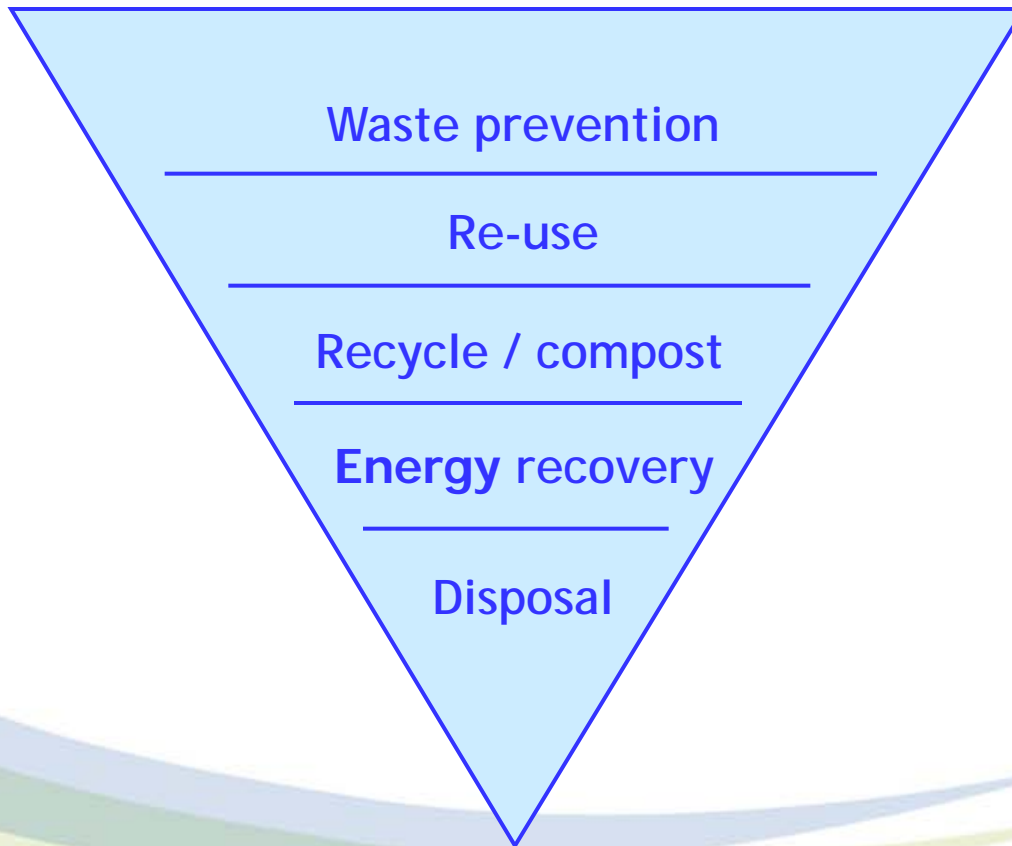 Waste prevention
Re-use
Recycle / compost
Energy recovery
Disposal